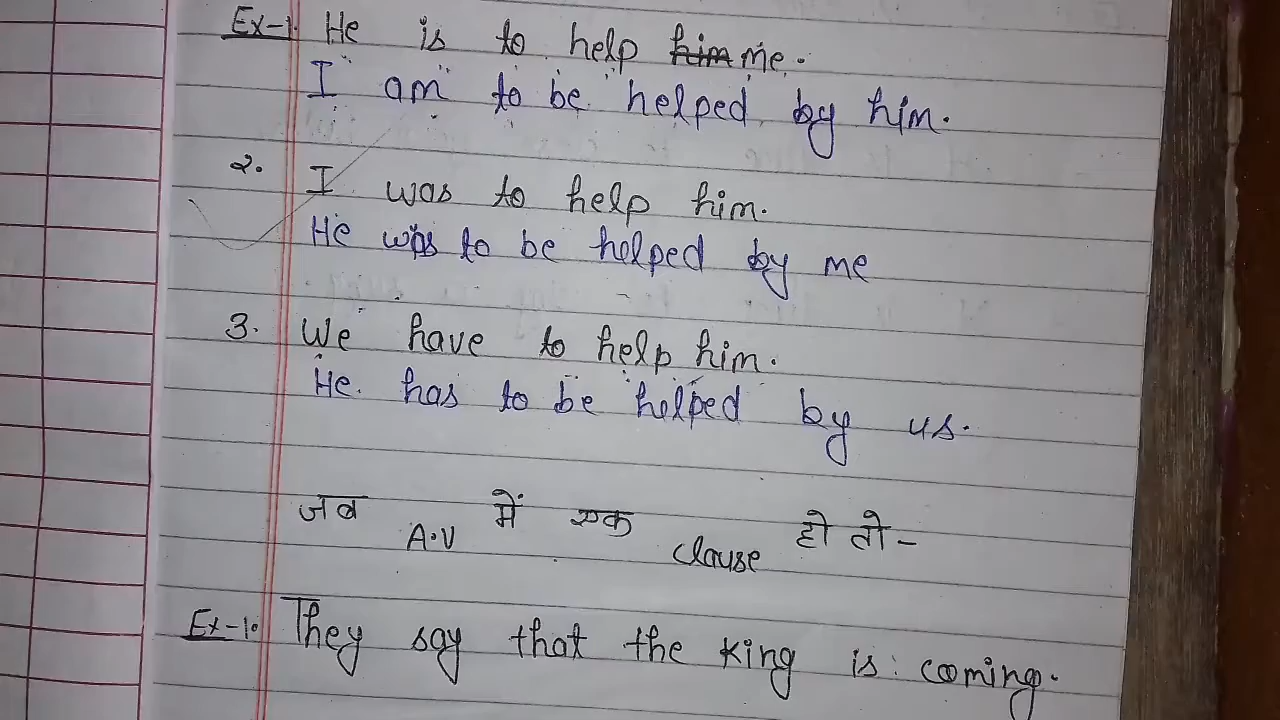 Ex-1. He is to help him me.
I am to be helped by him.
2. I was to help him.
He was to be helped by me
3. We have to help him.
He. has to be helped by us.
जब A.V में एक clause हो तो-
Ex-1. They say that the king is coming.